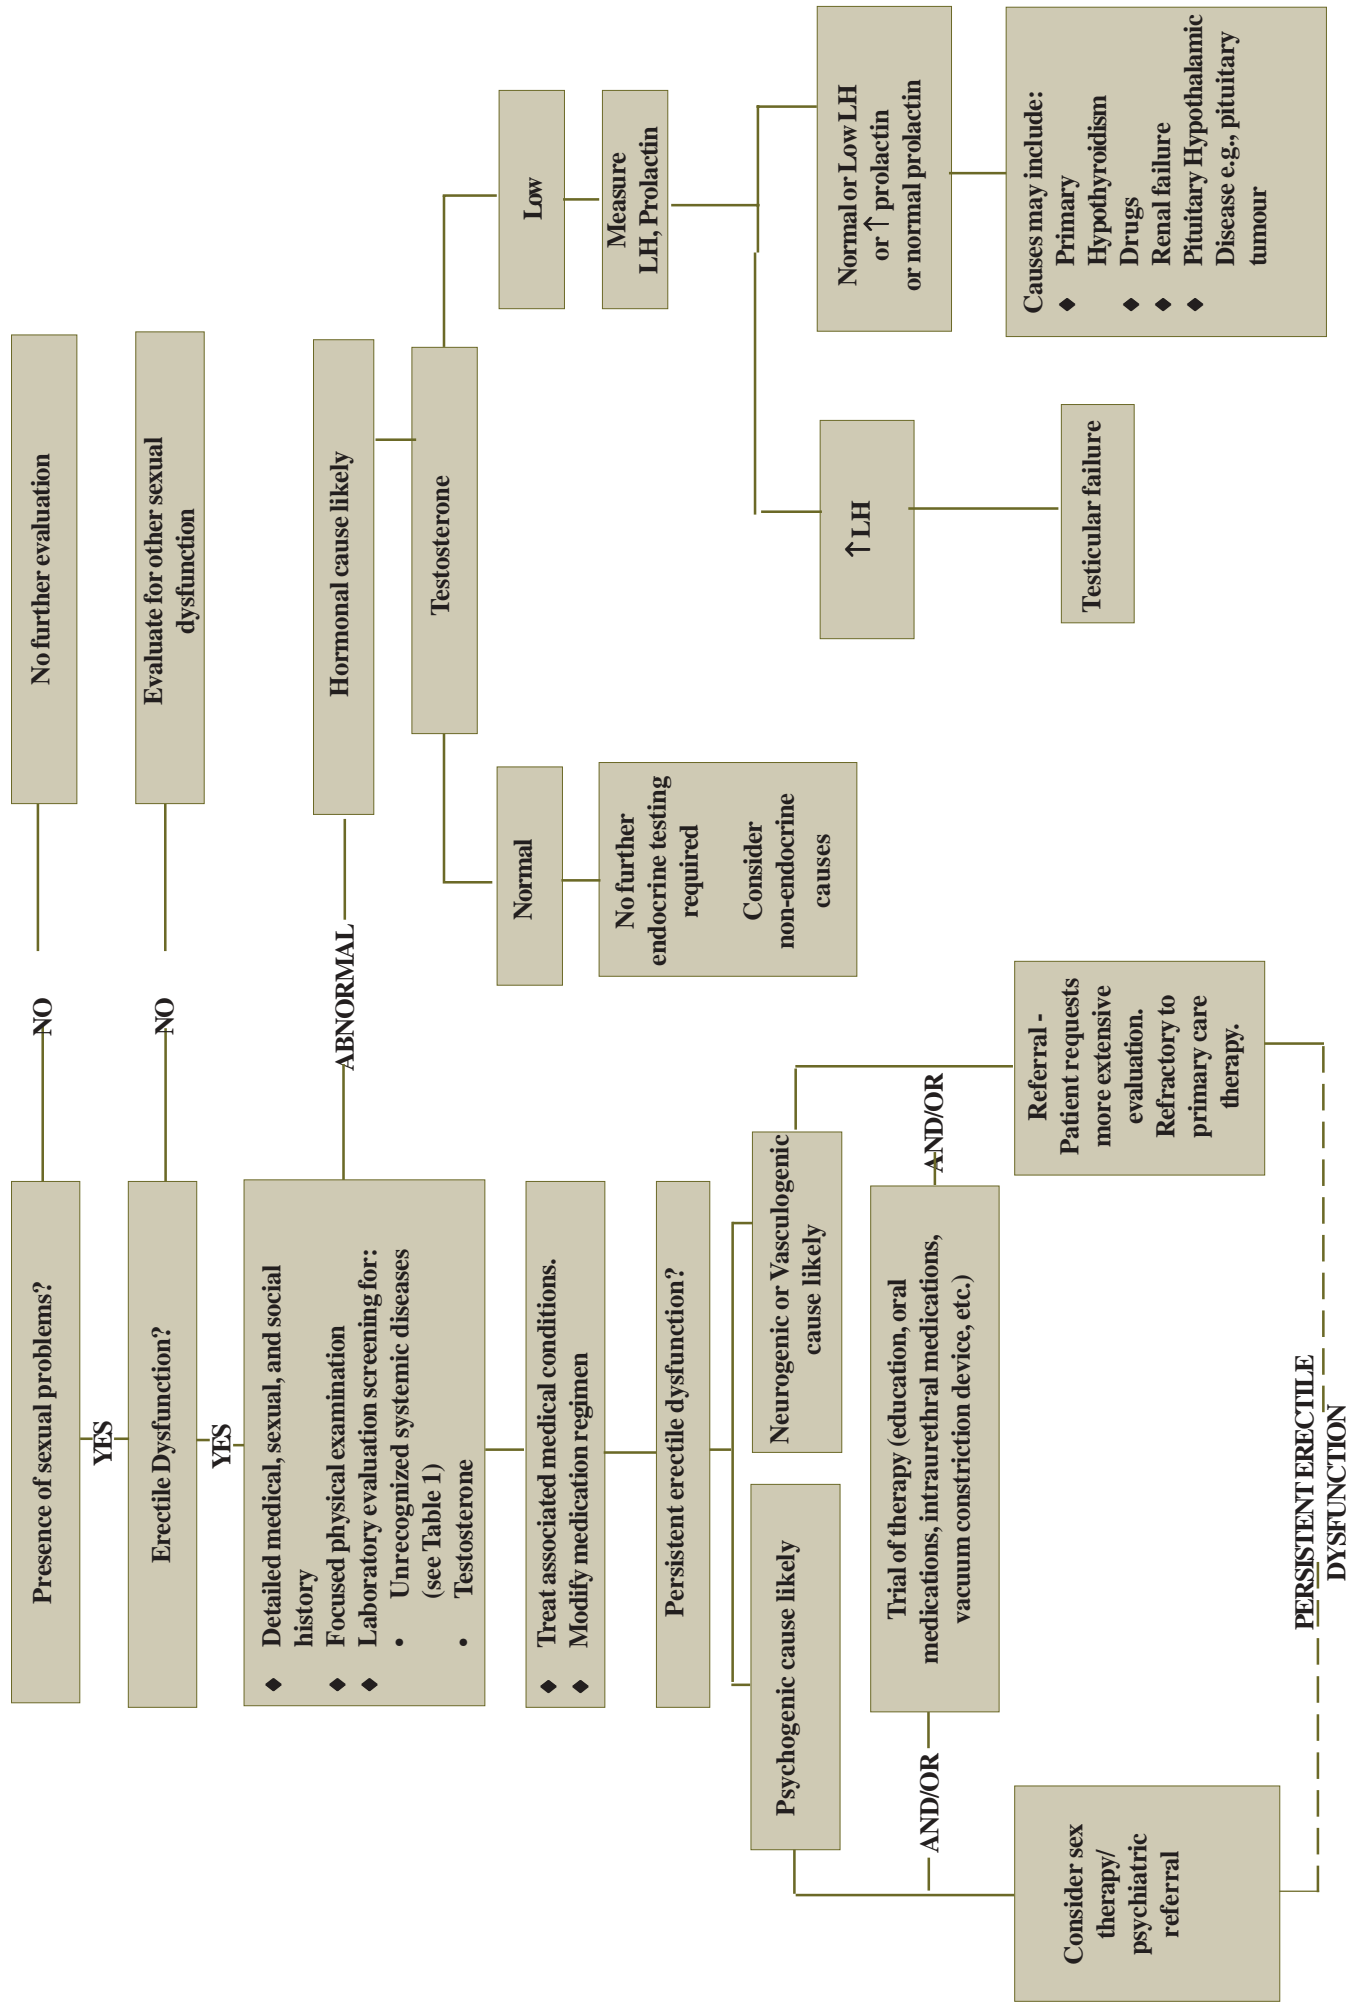 Presence of sexual problems?
NO
No further evaluation
YES
Erectile Dysfunction?
NO
Evaluate for other sexual
dysfunction
YES
♦ Detailed medical, sexual, and social
history
♦ Focused physical examination
♦ Laboratory evaluation screening for:
• Unrecognized systemic diseases
(see Table 1)
• Testosterone
ABNORMAL
Hormonal cause likely
Testosterone
Normal
No further
endocrine testing
required
Consider
non-endocrine
causes
Low
Measure
LH, Prolactin
↑LH
Testicular failure
Normal or Low LH
or ↑ prolactin
or normal prolactin
Causes may include:
♦ Primary
Hypothyroidism
♦ Drugs
♦ Renal failure
♦ Pituitary Hypothalamic
Disease e.g., pituitary
tumour
♦ Treat associated medical conditions.
♦ Modify medication regimen
Persistent erectile dysfunction?
Psychogenic cause likely
Neurogenic or Vasculogenic
cause likely
Trial of therapy (education, oral
medications, intraurethral medications,
vacuum constriction device, etc.)
AND/OR
AND/OR
Consider sex
therapy/
psychiatric
referral
Referral -
Patient requests
more extensive
evaluation.
Refractory to
primary care
therapy.
PERSISTENT ERECTILE
DYSFUNCTION